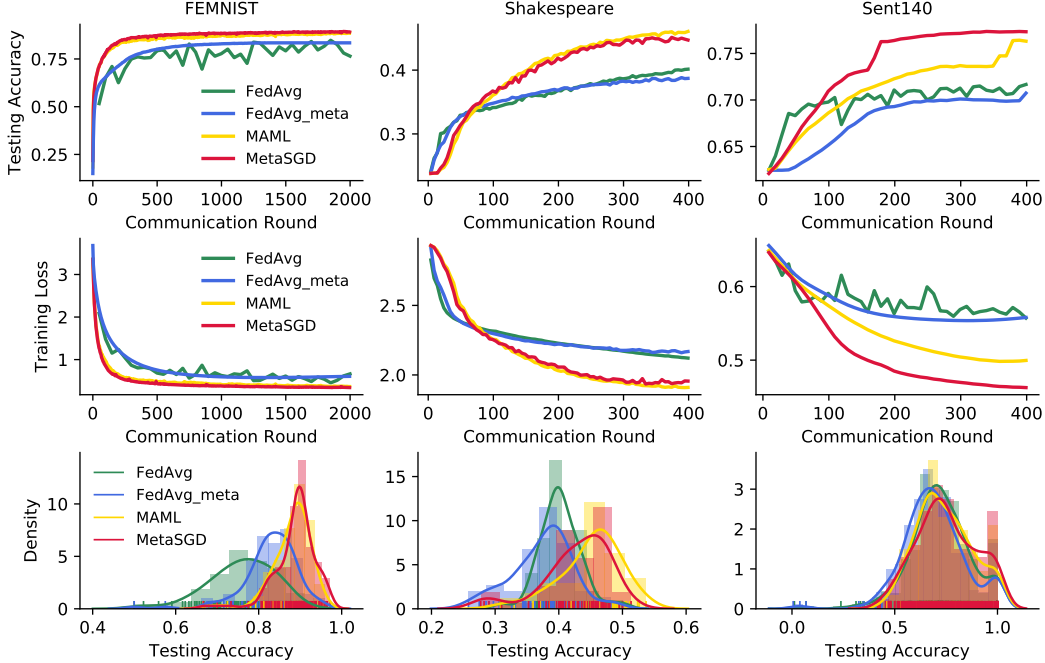 FEMNIST Shakespeare Sent140
Testing Accuracy
0.75
0.50
0.25
FedAvg
FedAvg_meta
MAML
MetaSGD
0 500 1000 1500 2000
Communication Round
0.4
0.3
0 100 200 300 400
Communication Round
0.75
0.70
0.65
0 100 200 300 400
Communication Round
Training Loss
3
2
1
FedAvg
FedAvg_meta
MAML
MetaSGD
0 500 1000 1500 2000
Communication Round
2.5
2.0
0 100 200 300 400
Communication Round
0.6
0.5
0 100 200 300 400
Communication Round
Density
10
5
0
FedAvg
FedAvg_meta
MAML
MetaSGD
0.4 0.6 0.8 1.0
Testing Accuracy
15
10
5
0
0.2 0.3 0.4 0.5 0.6
Testing Accuracy
3
2
1
0
0.0 0.5 1.0
Testing Accuracy